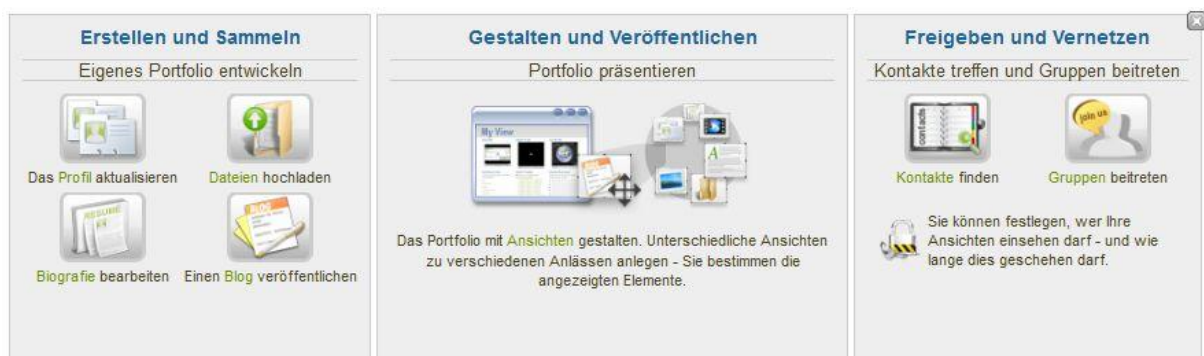 Erstellen und Sammeln
Eigenes Portfolio entwickeln
Das Profil aktualisieren
Dateien hochladen
RESUME
BLOG
Biografie bearbeiten
Einen Blog veröffentlichen
Gestalten und Veröffentlichen
Portfolio präsentieren
My View
BLOG
A
Das Portfolio mit Ansichten gestalten. Unterschiedliche Ansichten
zu verschiedenen Anlässen anlegen - Sie bestimmen die
angezeigten Elemente.
Freigeben und Vernetzen
Kontakte treffen und Gruppen beitreten
contacts
join us
Kontakte finden
Gruppen beitreten
Sie können festlegen, wer Ihre
Ansichten einsehen darf - und wie
lange dies geschehen darf.